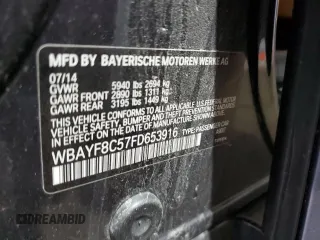 MFD BY BAYERISCHE MOTOREN WERKE AG
07/14
GVWR 5940 lbs 2694 kg
GAWR FRONT 2890 lbs 1311 kg
GAWR REAR 3195 lbs 1449 kg
THIS VEHICLE CONFORMS TO ALL APPLICABLE FEDERAL MOTOR VEHICLE
SAFETY, BUMPER, AND THEFT PREVENTION STANDARDS IN EFFECT
ON THE DATE OF MANUFACTURE SHOWN ABOVE.
WBAYF8C57FD653916 TYPE: PASSENGER CAR
DREAMBID